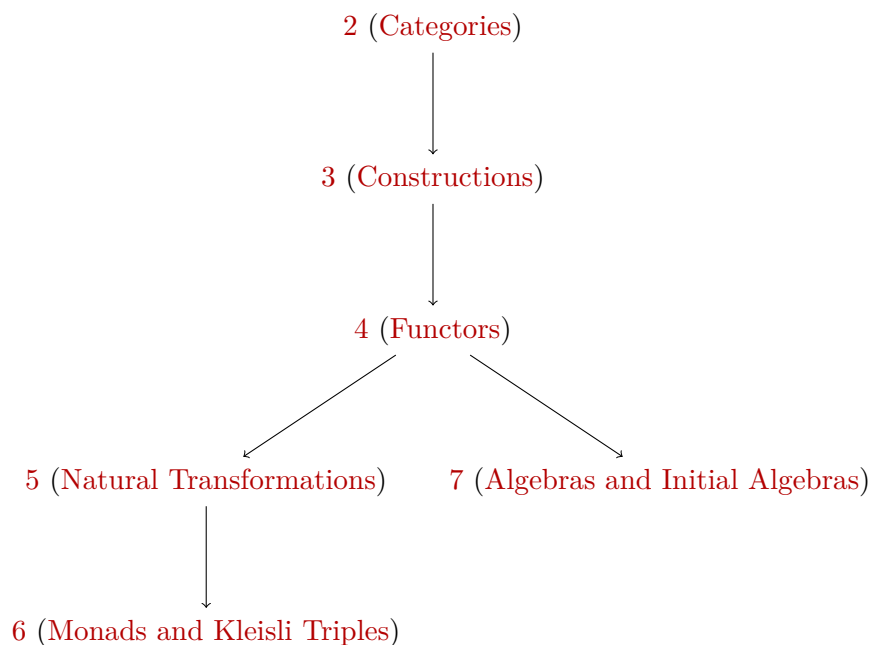 2 (Categories)
3 (Constructions)
4 (Functors)
5 (Natural Transformations)
7 (Algebras and Initial Algebras)
6 (Monads and Kleisli Triples)